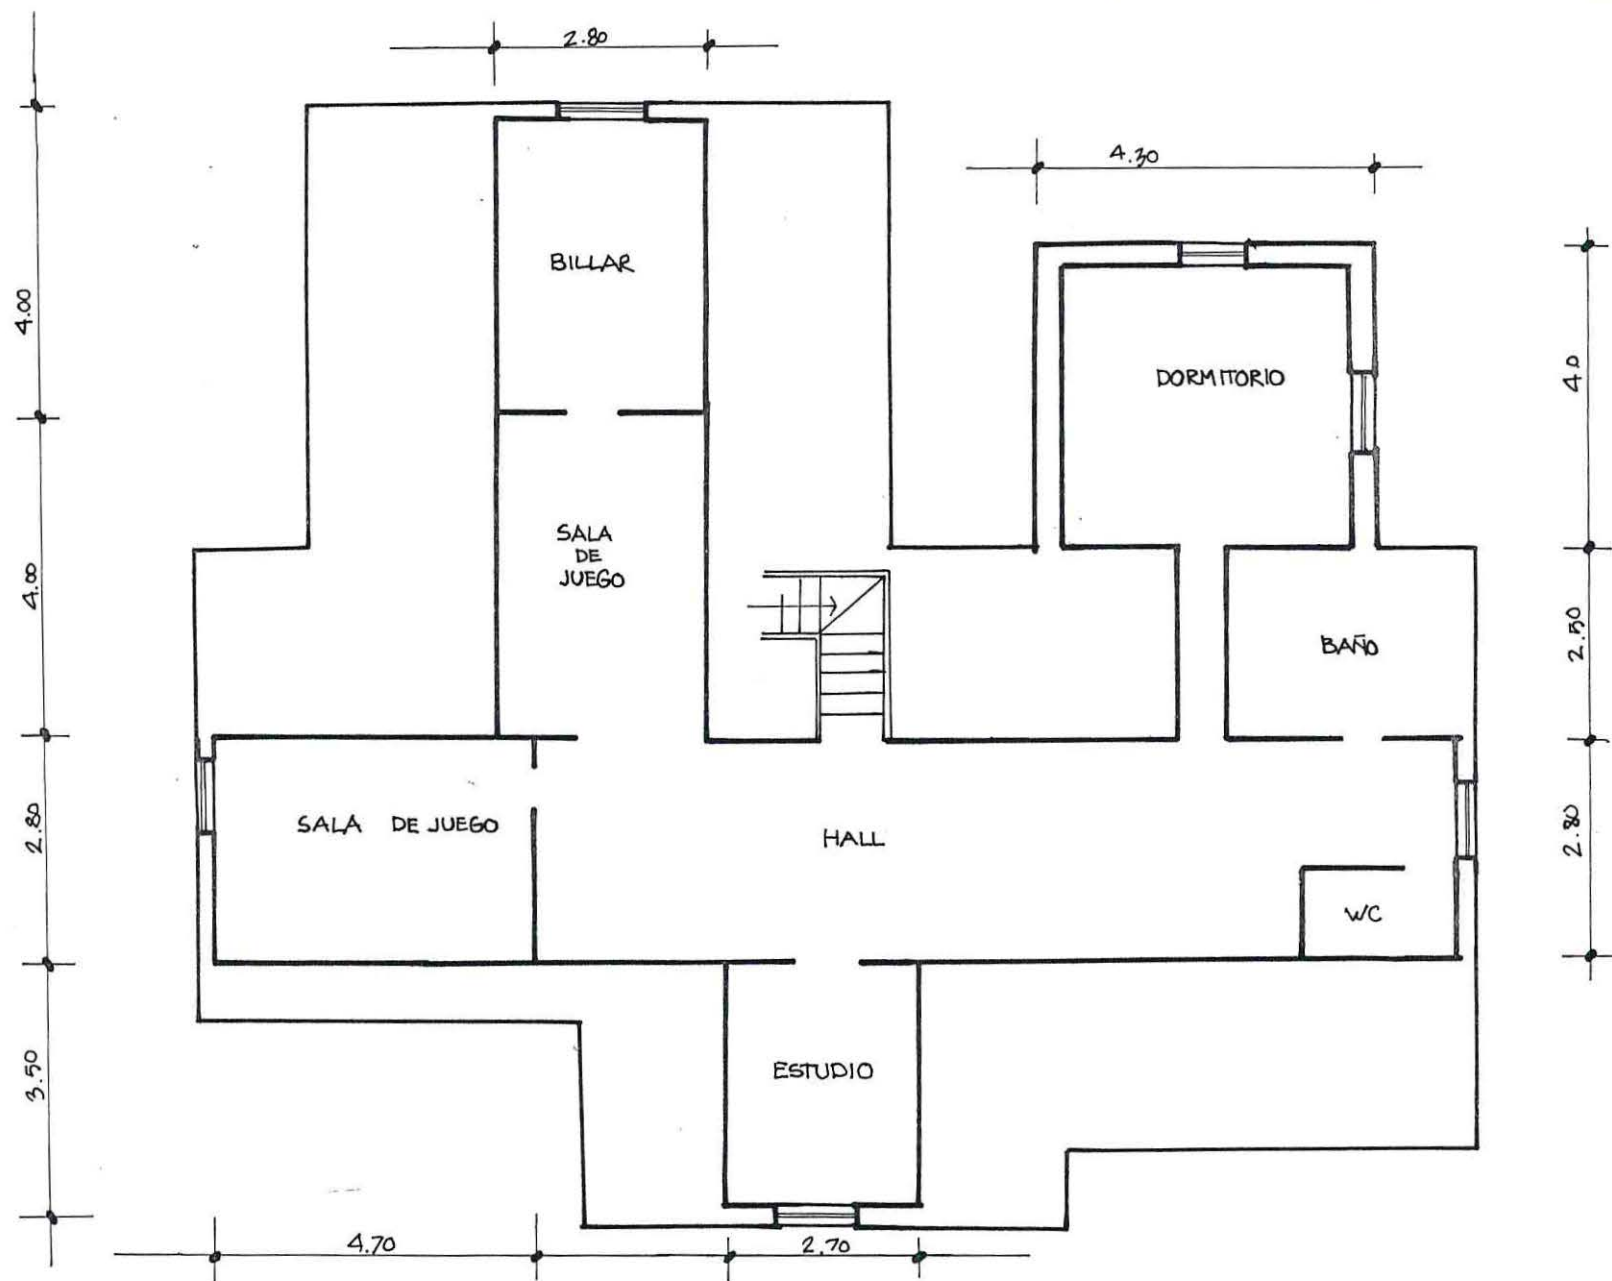 2.80
4.30
BILLAR
4.00
DORMITORIO
4.0
SALA
DE
JUEGO
4.00
2.50
BAÑO
SALA DE JUEGO
HALL
2.80
2.80
WC
ESTUDIO
3.50
4.70
2.70